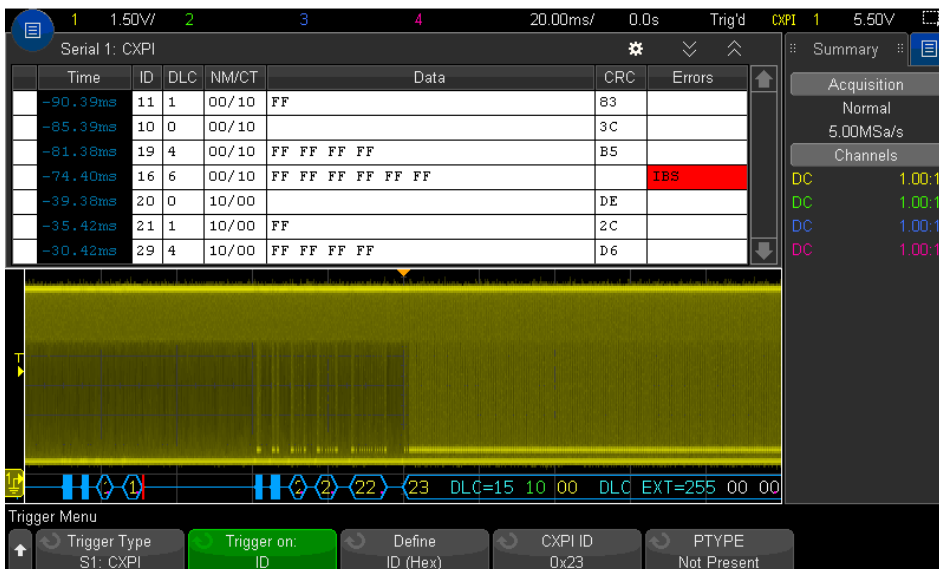 1 1.50V/ 2 3 4 20.00ms/ 0.0s Trig'd CXPI 1 5.50V
Serial 1: CXPI
Summary
Time ID DLC NM/CT Data CRC Errors
-90.39ms 11 1 00/10 FF 83
-85.39ms 10 0 00/10 3C
-81.38ms 19 4 00/10 FF FF FF FF B5
-74.40ms 16 6 00/10 FF FF FF FF FF FF IBS
-39.38ms 20 0 10/00 DE
-35.42ms 21 1 10/00 FF 2C
-30.42ms 29 4 10/00 FF FF FF FF D6
Acquisition
Normal
5.00MSa/s
Channels
DC 1.00:1
DC 1.00:1
DC 1.00:1
DC 1.00:1
T
2 1 2 2 22 23 DLC=15 10 00 DLC EXT=255 00 00
Trigger Menu
Trigger Type
S1: CXPI
Trigger on:
ID
Define
ID (Hex)
CXPI ID
0x23
PTYPE
Not Present